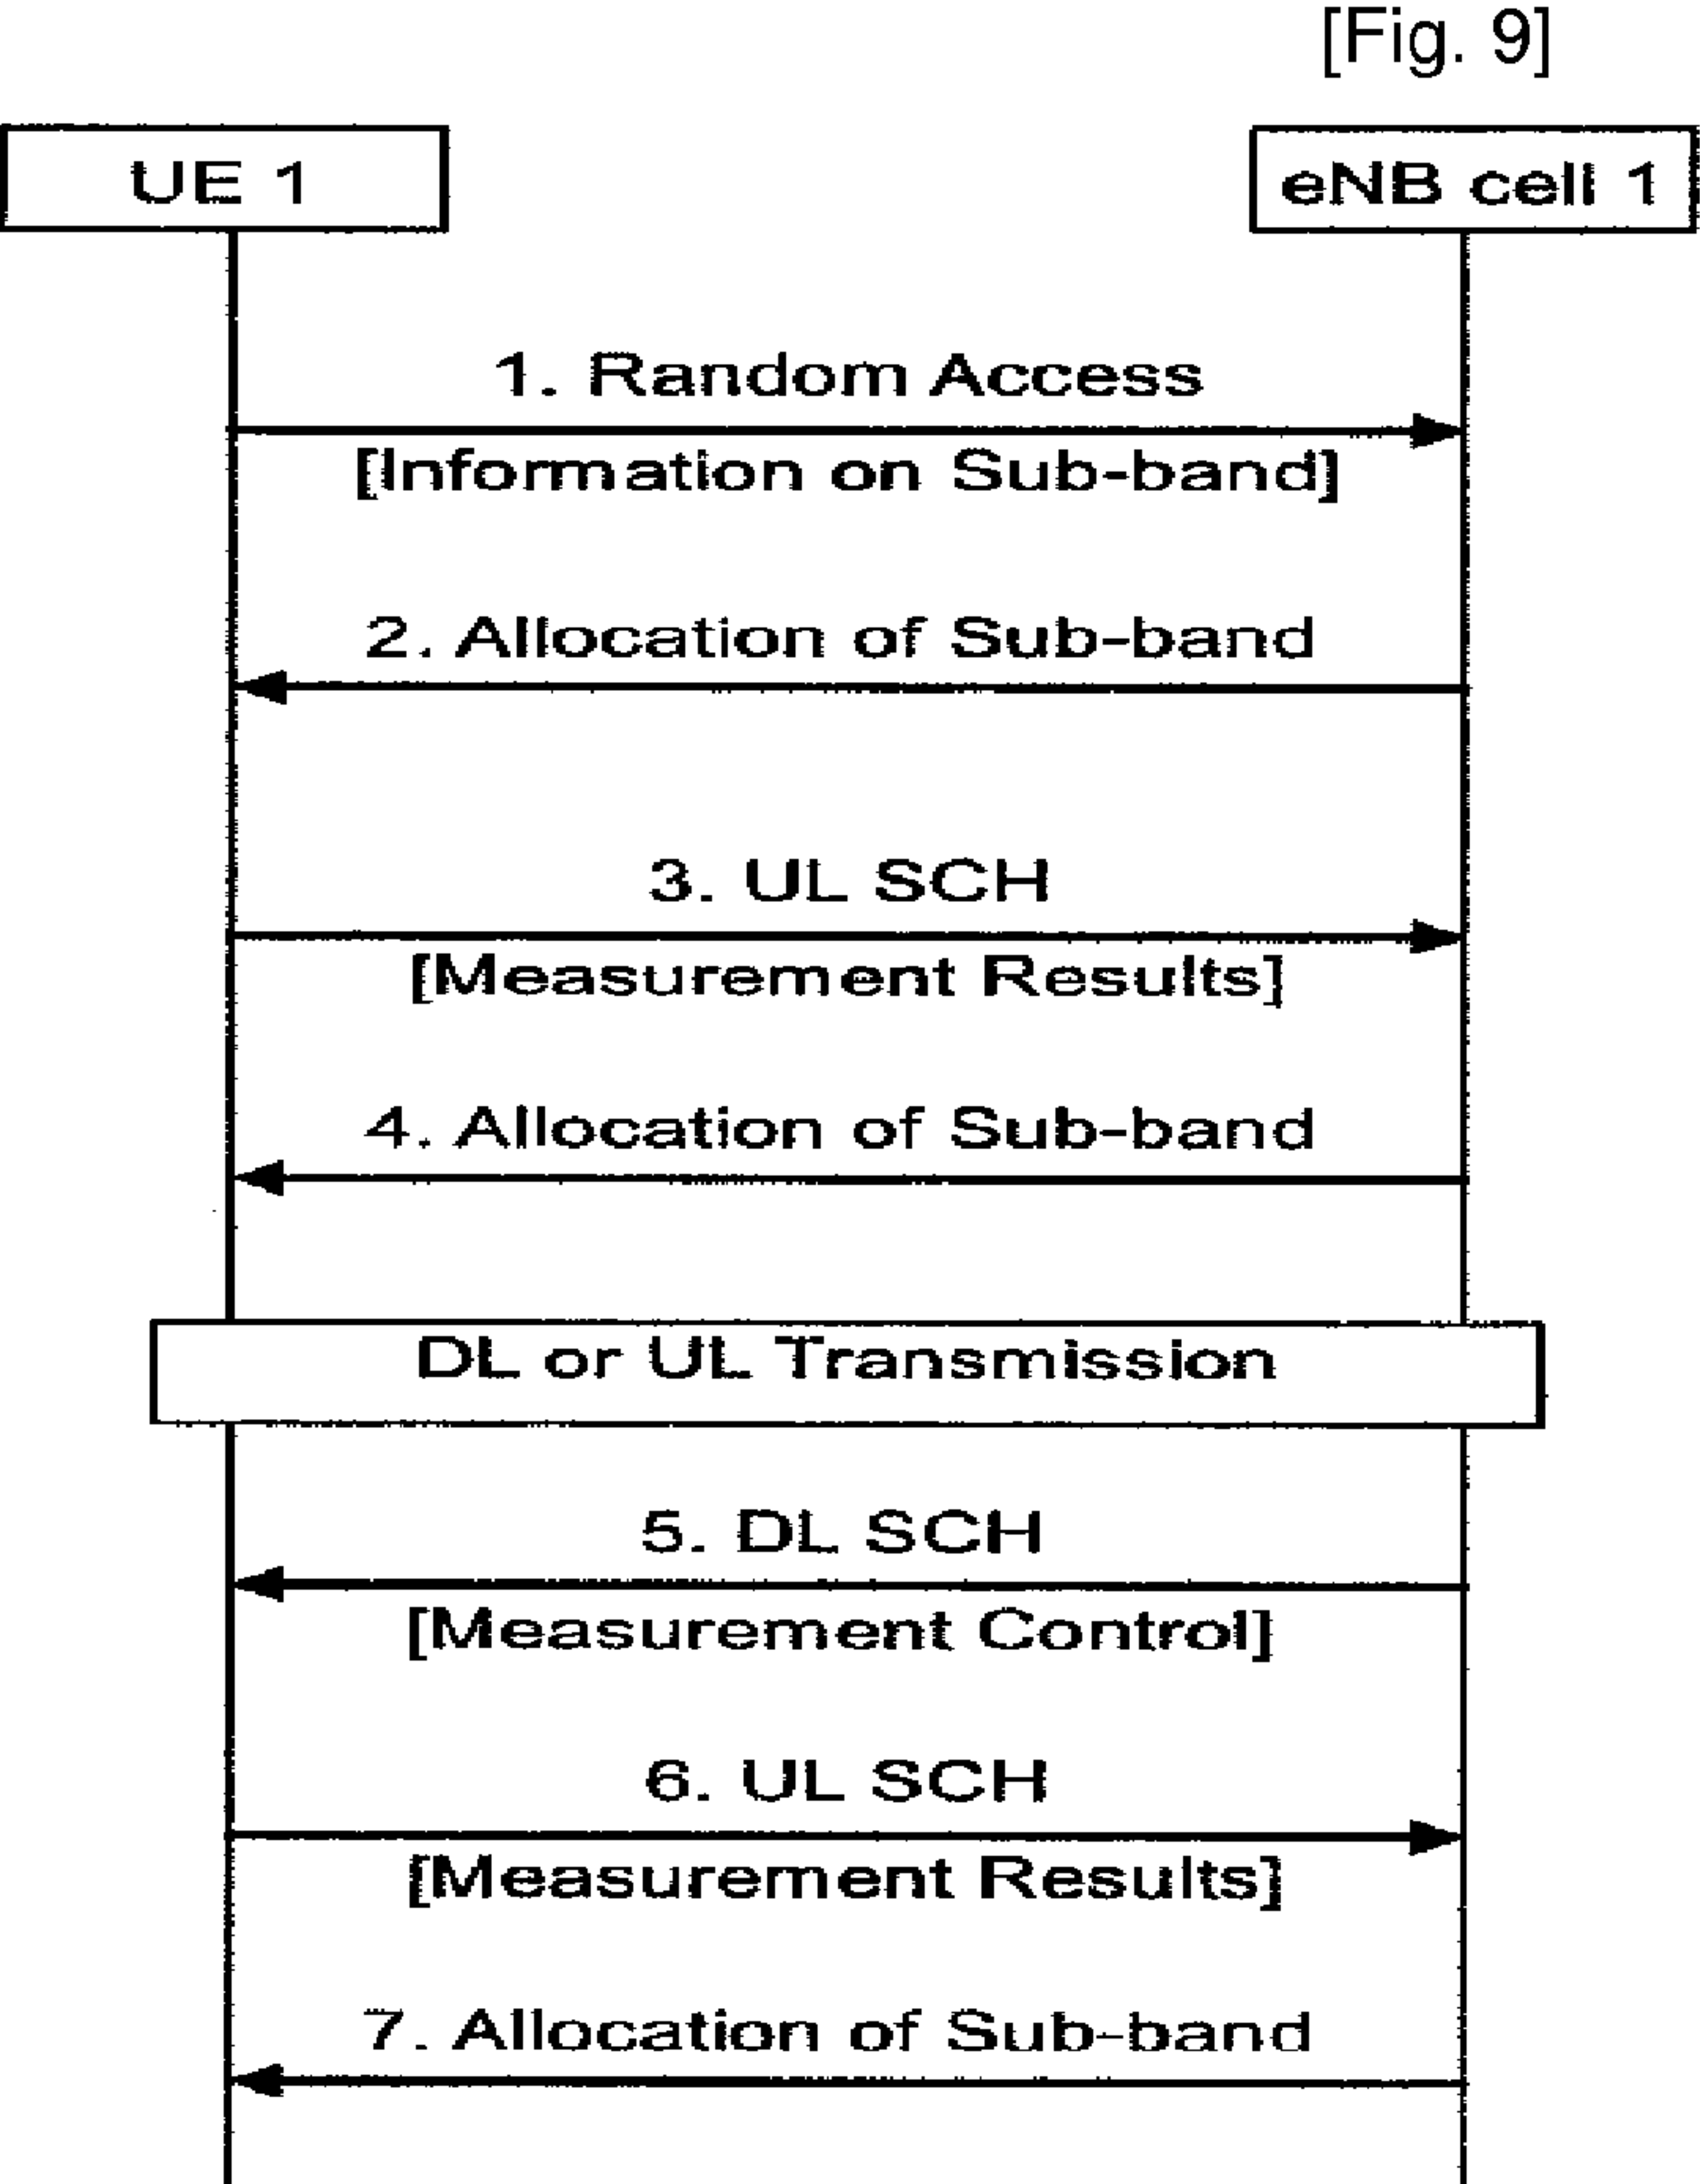 [Fig. 9]
UE 1
eNB cell 1
1. Random Access
[Information on Sub-band]
2. Allocation of Sub-band
3. UL SCH
[Measurement Results]
4. Allocation of Sub-band
DL or UL Transmission
5. DL SCH
[Measurement Control]
6. UL SCH
[Measurement Results]
7. Allocation of Sub-band